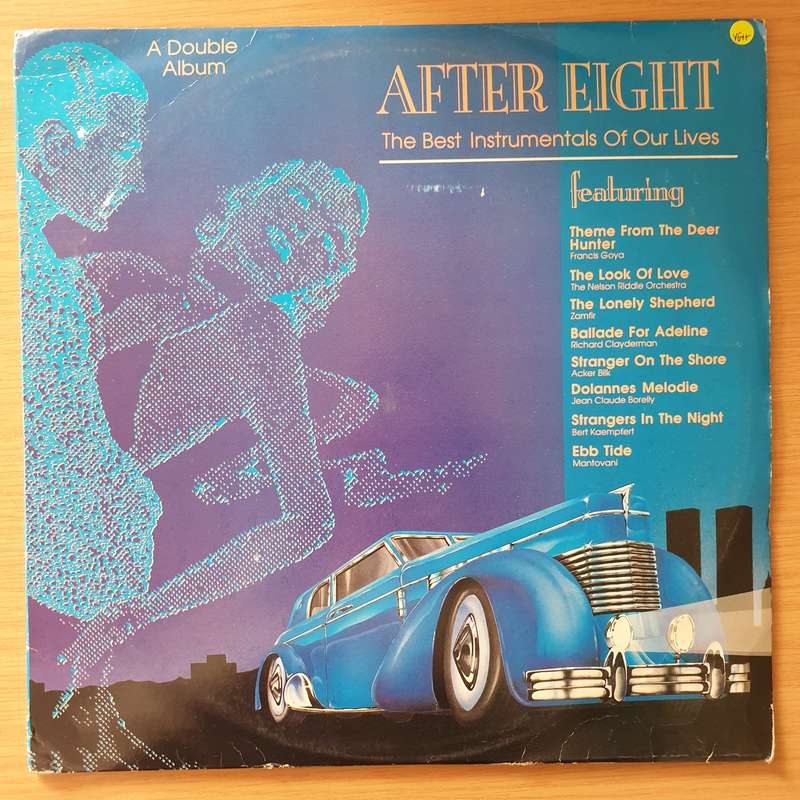 A Double
Album
VG++
AFTER EIGHT
The Best Instrumentals Of Our Lives
featuring
Theme From The Deer
Hunter
Francis Goya
The Look Of Love
The Nelson Riddle Orchestra
The Lonely Shepherd
Zamfir
Ballade For Adeline
Richard Clayderman
Stranger On The Shore
Acker Bilk
Dolannes Melodie
Jean Claude Borelly
Strangers In The Night
Bert Kaempfert
Ebb Tide
Mantovani